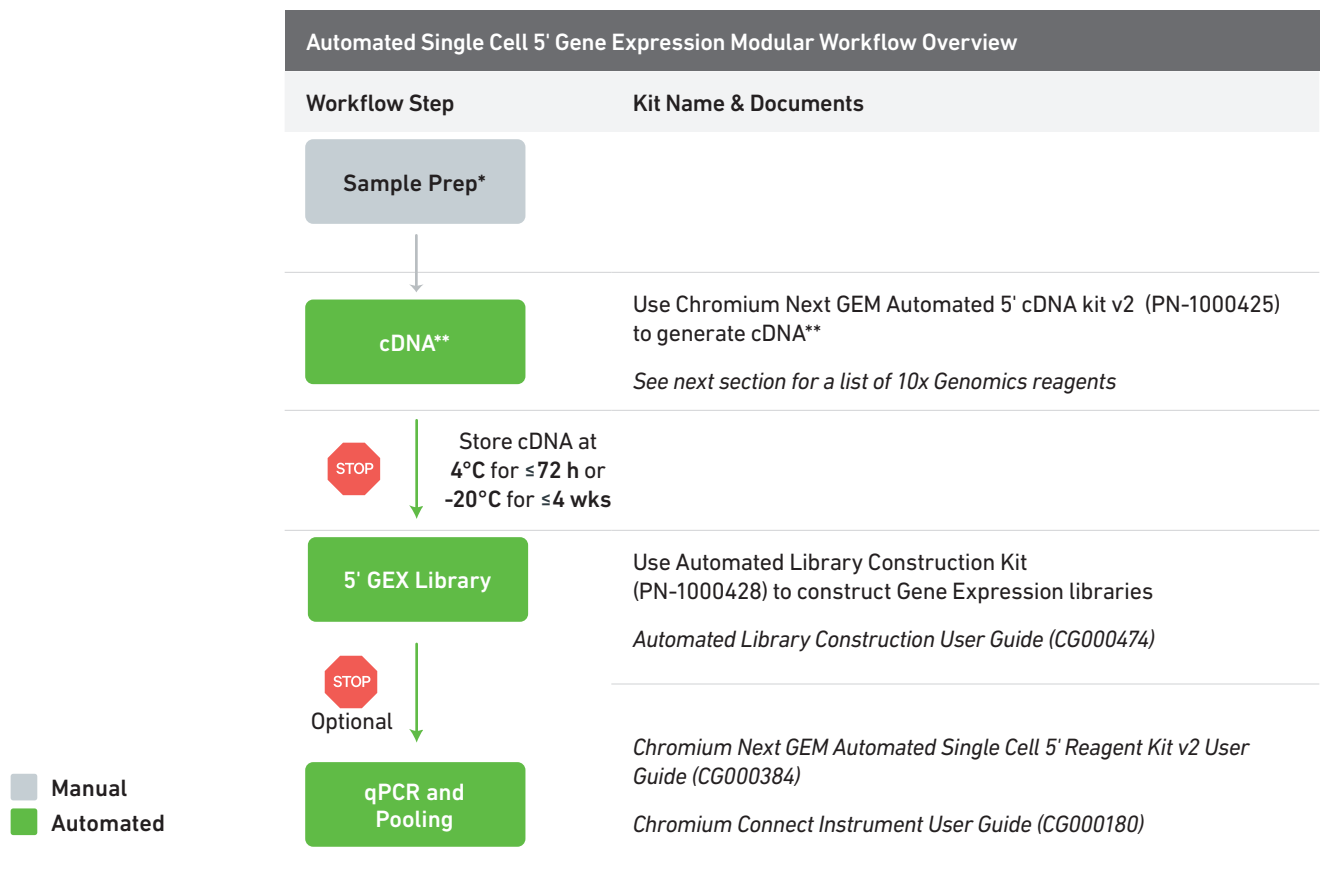 Automated Single Cell 5' Gene Expression Modular Workflow Overview
Workflow Step
Kit Name & Documents
Sample Prep*
cDNA**
Use Chromium Next GEM Automated 5' cDNA kit v2 (PN-1000425)
to generate cDNA**
See next section for a list of 10x Genomics reagents
STOP
Store cDNA at
4°C for ≤72 h or
-20°C for ≤4 wks
5' GEX Library
Use Automated Library Construction Kit
(PN-1000428) to construct Gene Expression libraries
Automated Library Construction User Guide (CG000474)
STOP
Optional
qPCR and
Pooling
Chromium Next GEM Automated Single Cell 5' Reagent Kit v2 User
Guide (CG000384)
Chromium Connect Instrument User Guide (CG000180)
Manual
Automated